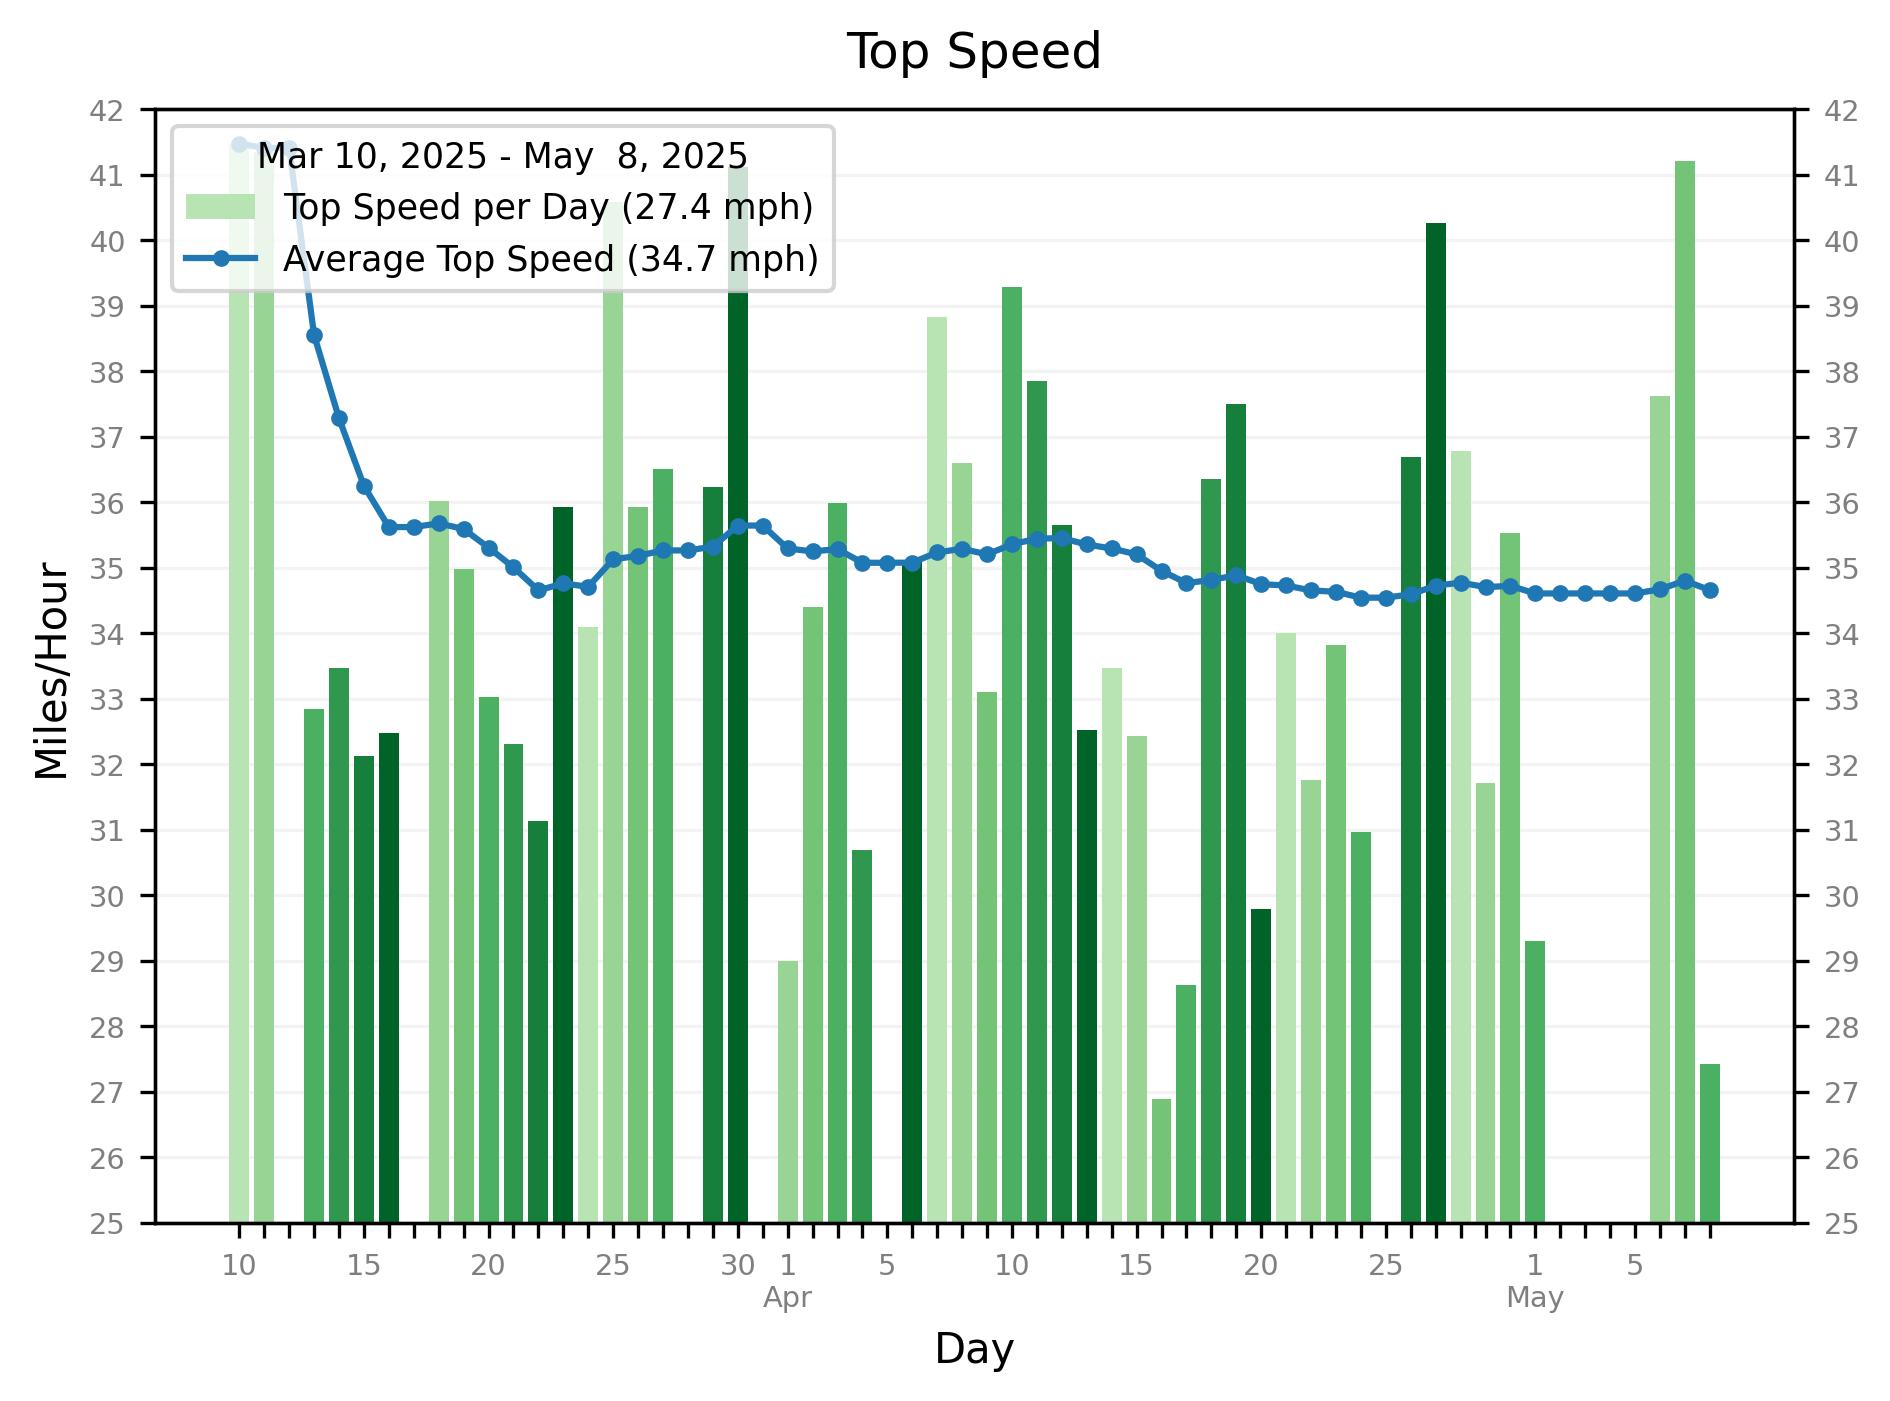 Top Speed
Mar 10, 2025 - May  8, 2025
Top Speed per Day (27.4 mph)
Average Top Speed (34.7 mph)
Miles/Hour
42 42
41 41
40 40
39 39
38 38
37 37
36 36
35 35
34 34
33 33
32 32
31 31
30 30
29 29
28 28
27 27
26 26
25 25
10 15 20 25 30 1 5 10 15 20 25 1 5
Apr May
Day